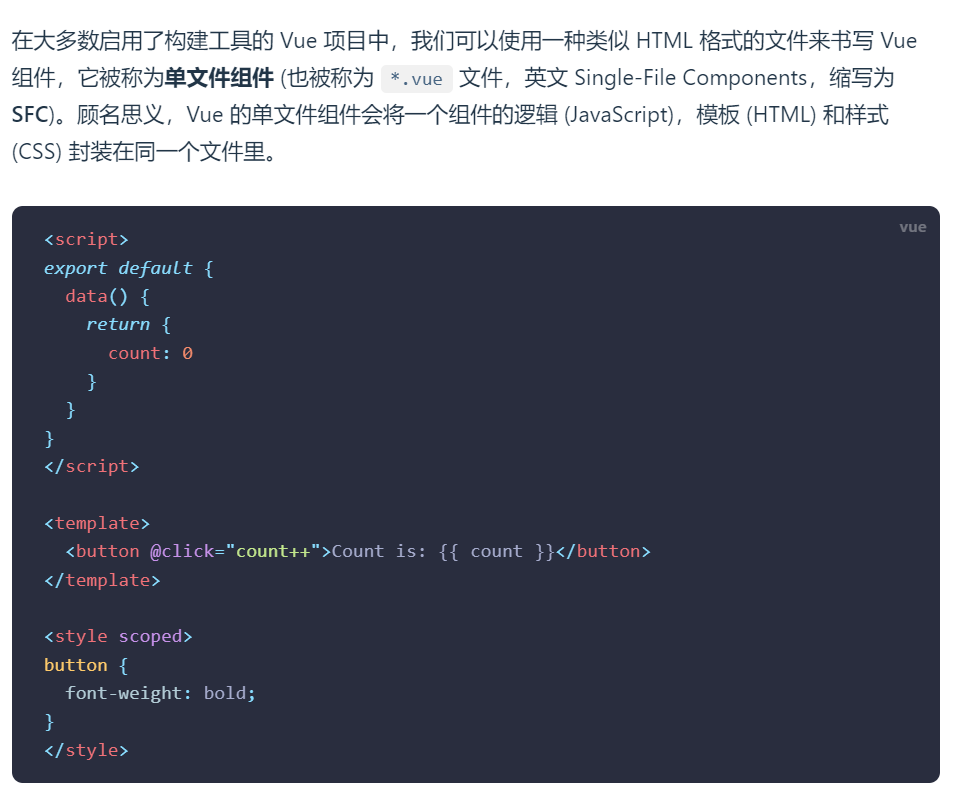 在大多数启用了构建工具的 Vue 项目中，我们可以使用一种类似 HTML 格式的文件来书写 Vue
组件，它被称为单文件组件 (也被称为 *.vue 文件，英文 Single-File Components，缩写为
SFC)。顾名思义，Vue 的单文件组件会将一个组件的逻辑 (JavaScript)，模板 (HTML) 和样式
(CSS) 封装在同一个文件里。
vue
<script>
export default {
  data() {
    return {
      count: 0
    }
  }
}
</script>

<template>
  <button @click="count++">Count is: {{ count }}</button>
</template>

<style scoped>
button {
  font-weight: bold;
}
</style>